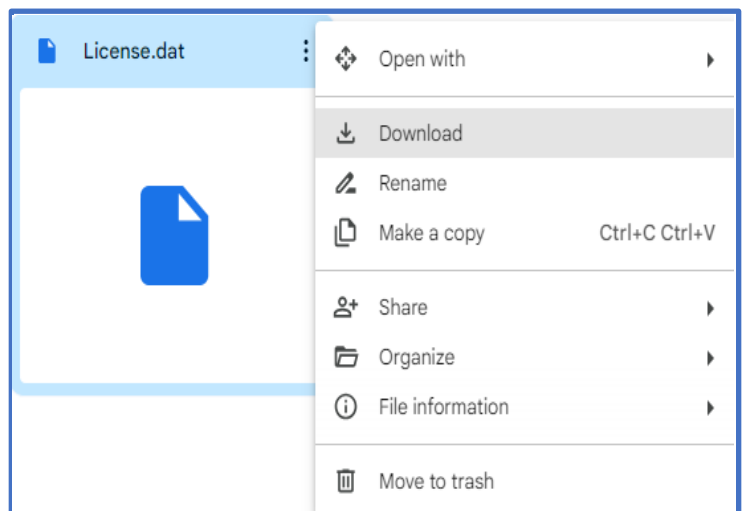 License.dat
Open with
Download
Rename
Make a copy Ctrl+C Ctrl+V
Share
Organize
File information
Move to trash